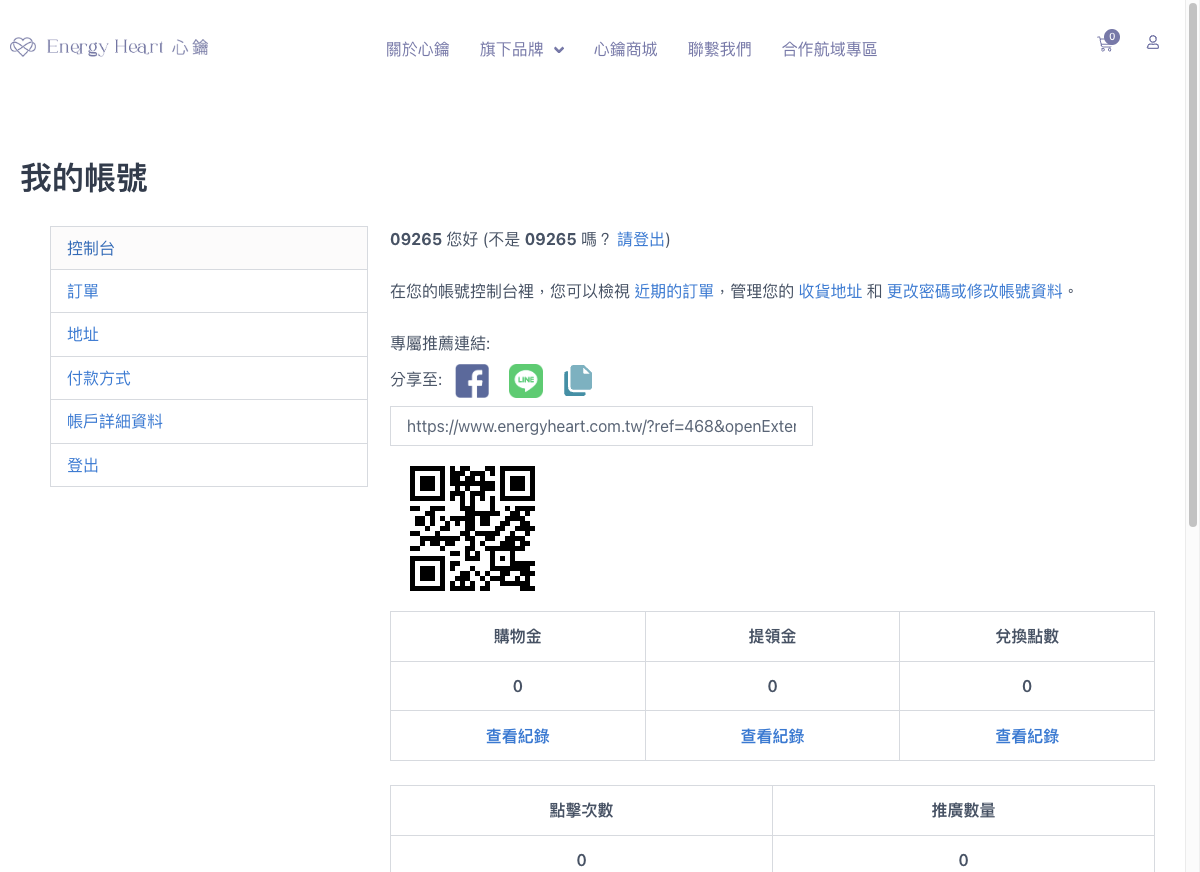 Energy Heart 心鑰
關於心鑰 旗下品牌 心鑰商城 聯繫我們 合作航域專區
0
我的帳號
控制台
訂單
地址
付款方式
帳戶詳細資料
登出
09265 您好 (不是 09265 嗎？ 請登出)
在您的帳號控制台裡，您可以檢視 近期的訂單，管理您的 收貨地址 和 更改密碼或修改帳號資料。
專屬推薦連結:
分享至:
LINE
https://www.energyheart.com.tw/?ref=468&openExter
購物金 提領金 兌換點數
0 0 0
查看紀錄 查看紀錄 查看紀錄
點擊次數 推廣數量
0 0